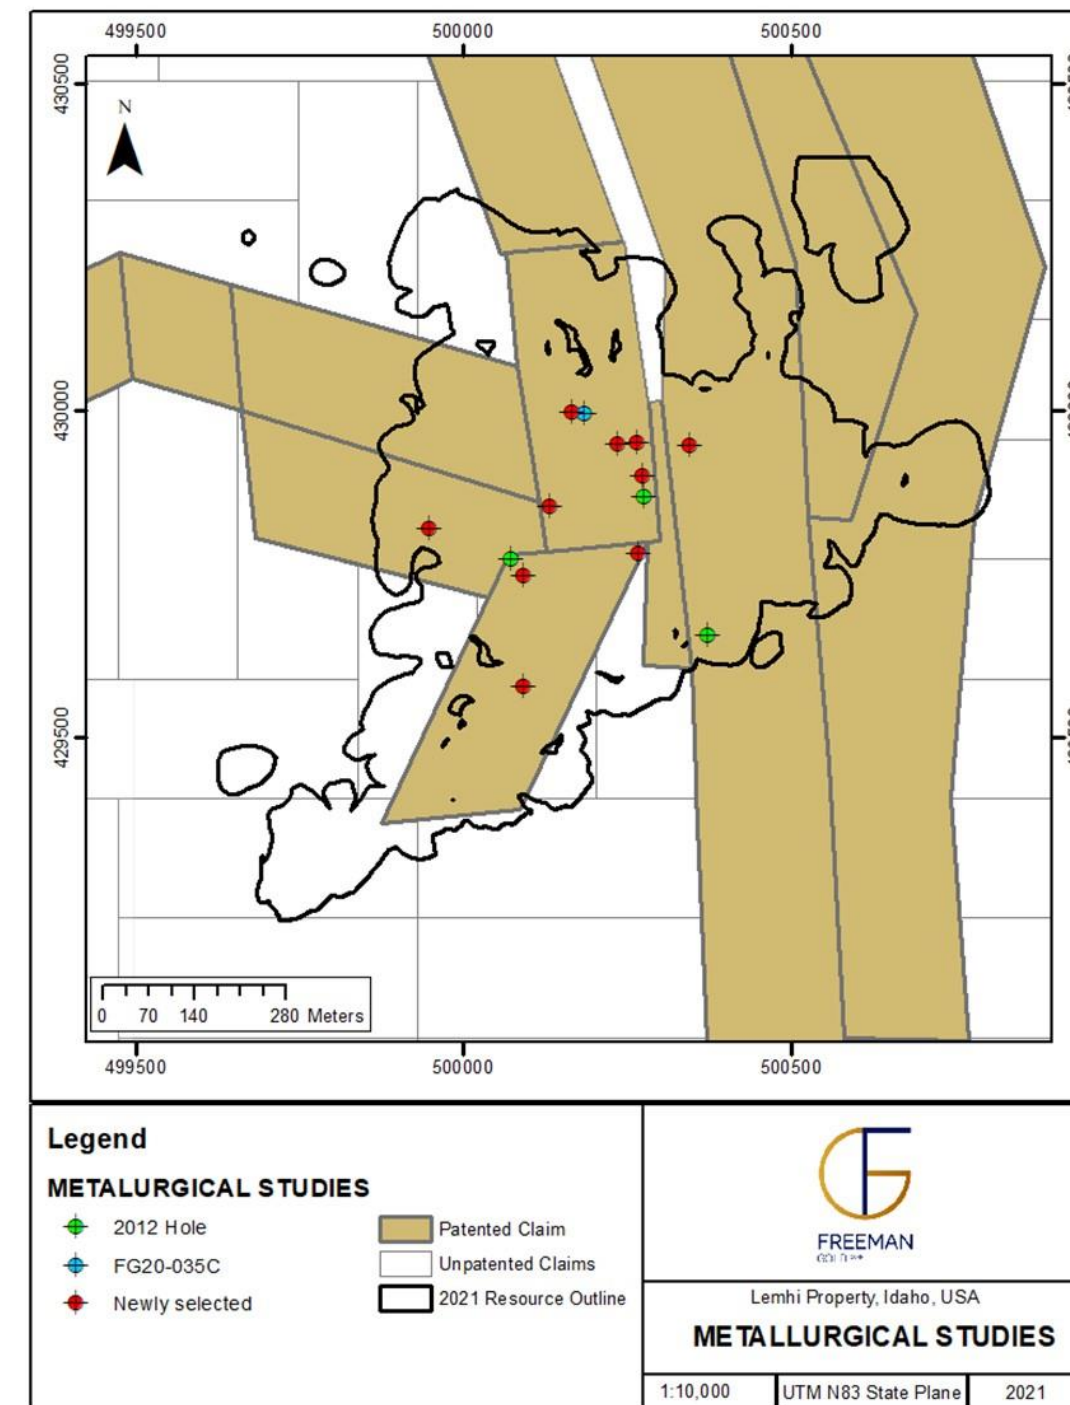 499500 500000 500500
430500
N
430000
429500
0 70 140 280 Meters
499500 500000 500500
Legend
METALURGICAL STUDIES
2012 Hole
FG20-035C
Newly selected
Patented Claim
Unpatented Claims
2021 Resource Outline
FREEMAN
Lemhi Property, Idaho, USA
METALLURGICAL STUDIES
1:10,000 UTM N83 State Plane 2021